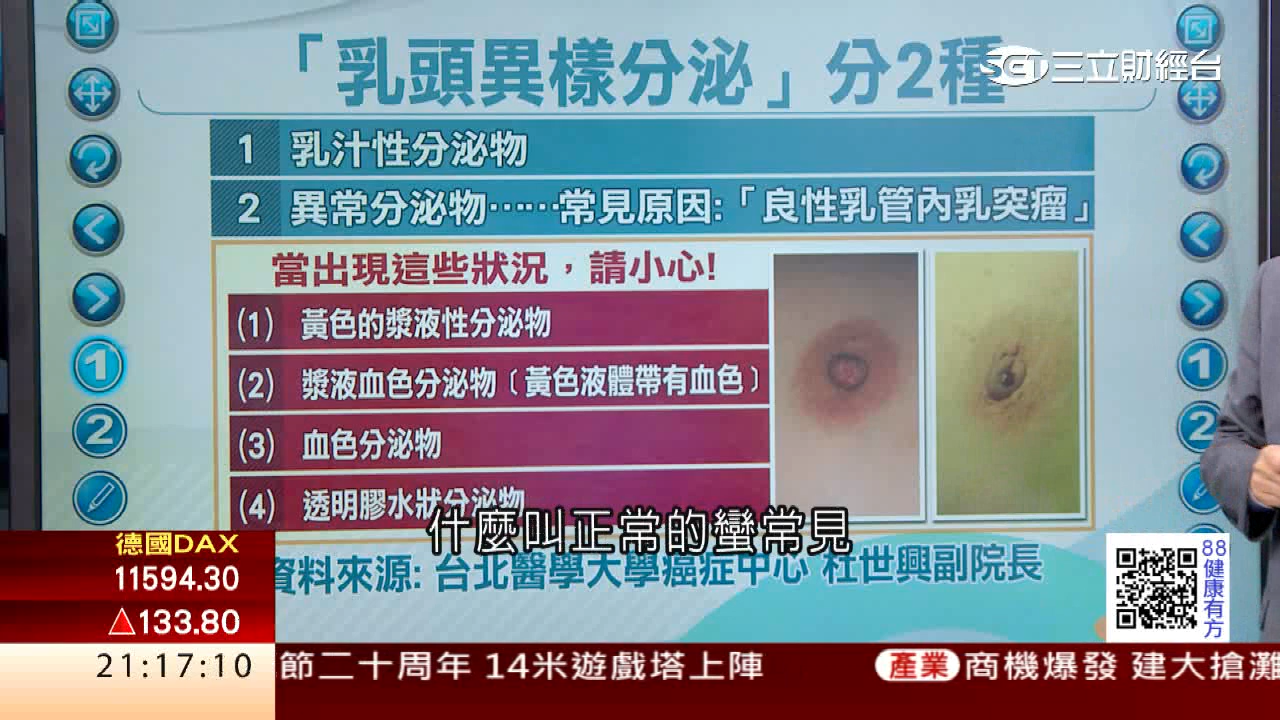 「乳頭異樣分泌」分2種
SET三立財經台
1 乳汁性分泌物
2 異常分泌物……常見原因:「良性乳管內乳突瘤」
當出現這些狀況，請小心!
(1) 黃色的漿液性分泌物
(2) 漿液血色分泌物﹝黃色液體帶有血色﹞
(3) 血色分泌物
(4) 透明膠水狀分泌物
什麼叫正常的蠻常見
資料來源: 台北醫學大學癌症中心 杜世興副院長
1
2
1
2
德國DAX
11594.30
▲133.80
88健康有方
21:17:10
節二十周年 14米遊戲塔上陣
產業 商機爆發 建大搶灘